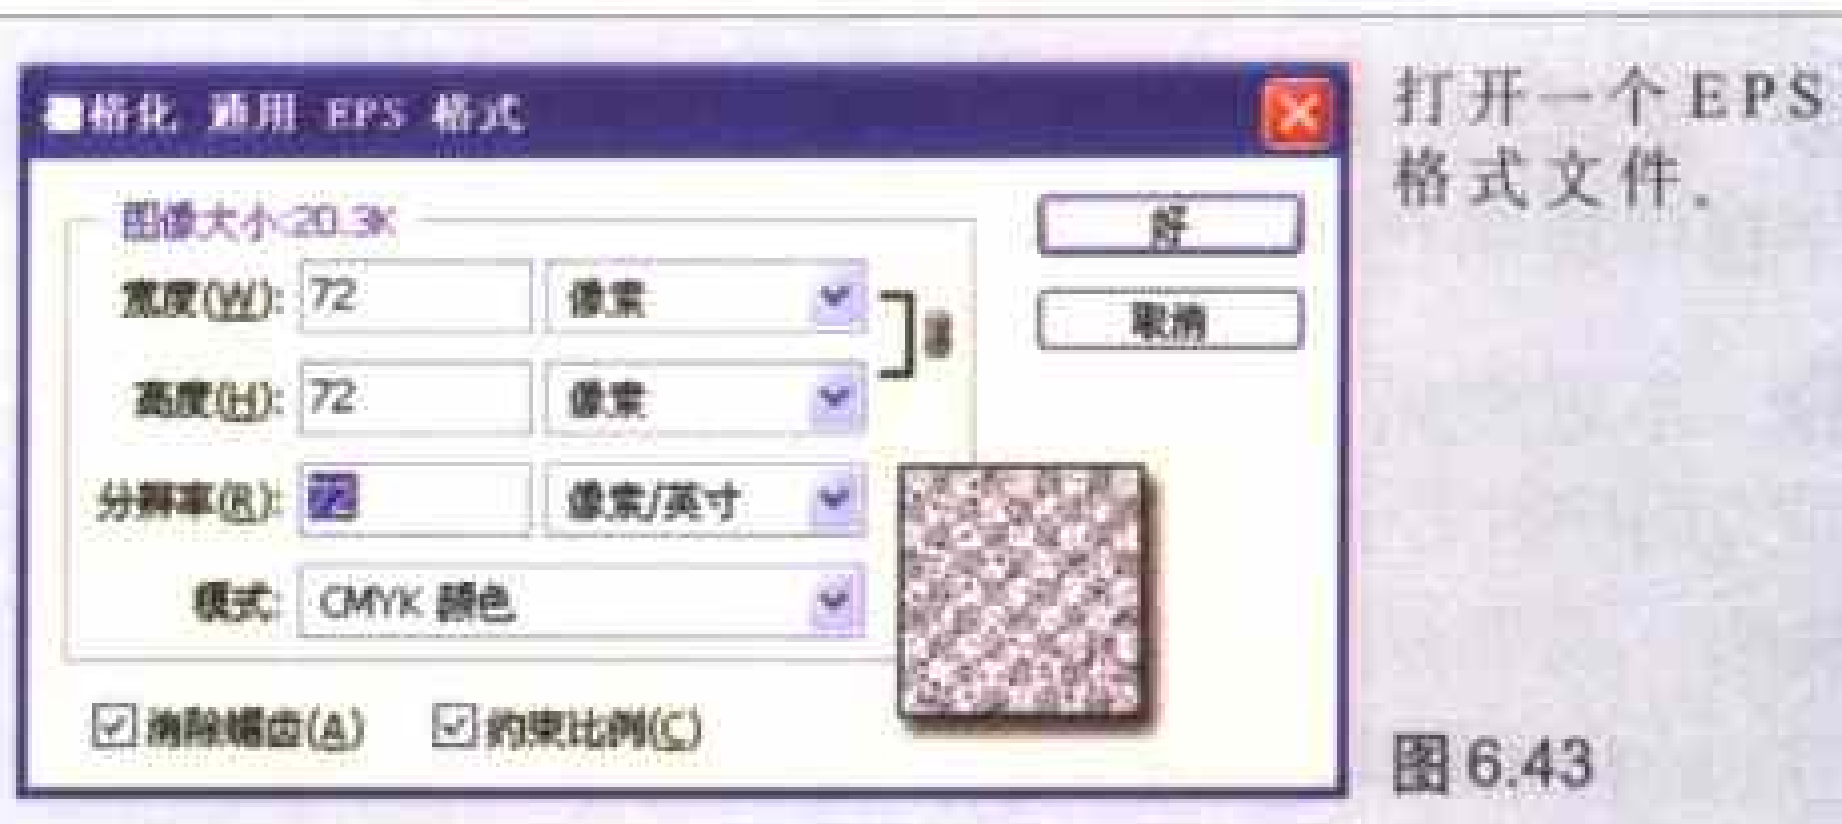 格化 通用 EPS 格式
图像大小:20.3K
宽度(W): 72 像素
高度(H): 72 像素
分辨率(R): 72 像素/英寸
模式: CMYK 颜色
消除锯齿(A) 约束比例(C)
好
取消
打开一个EPS
格式文件。
图 6.43